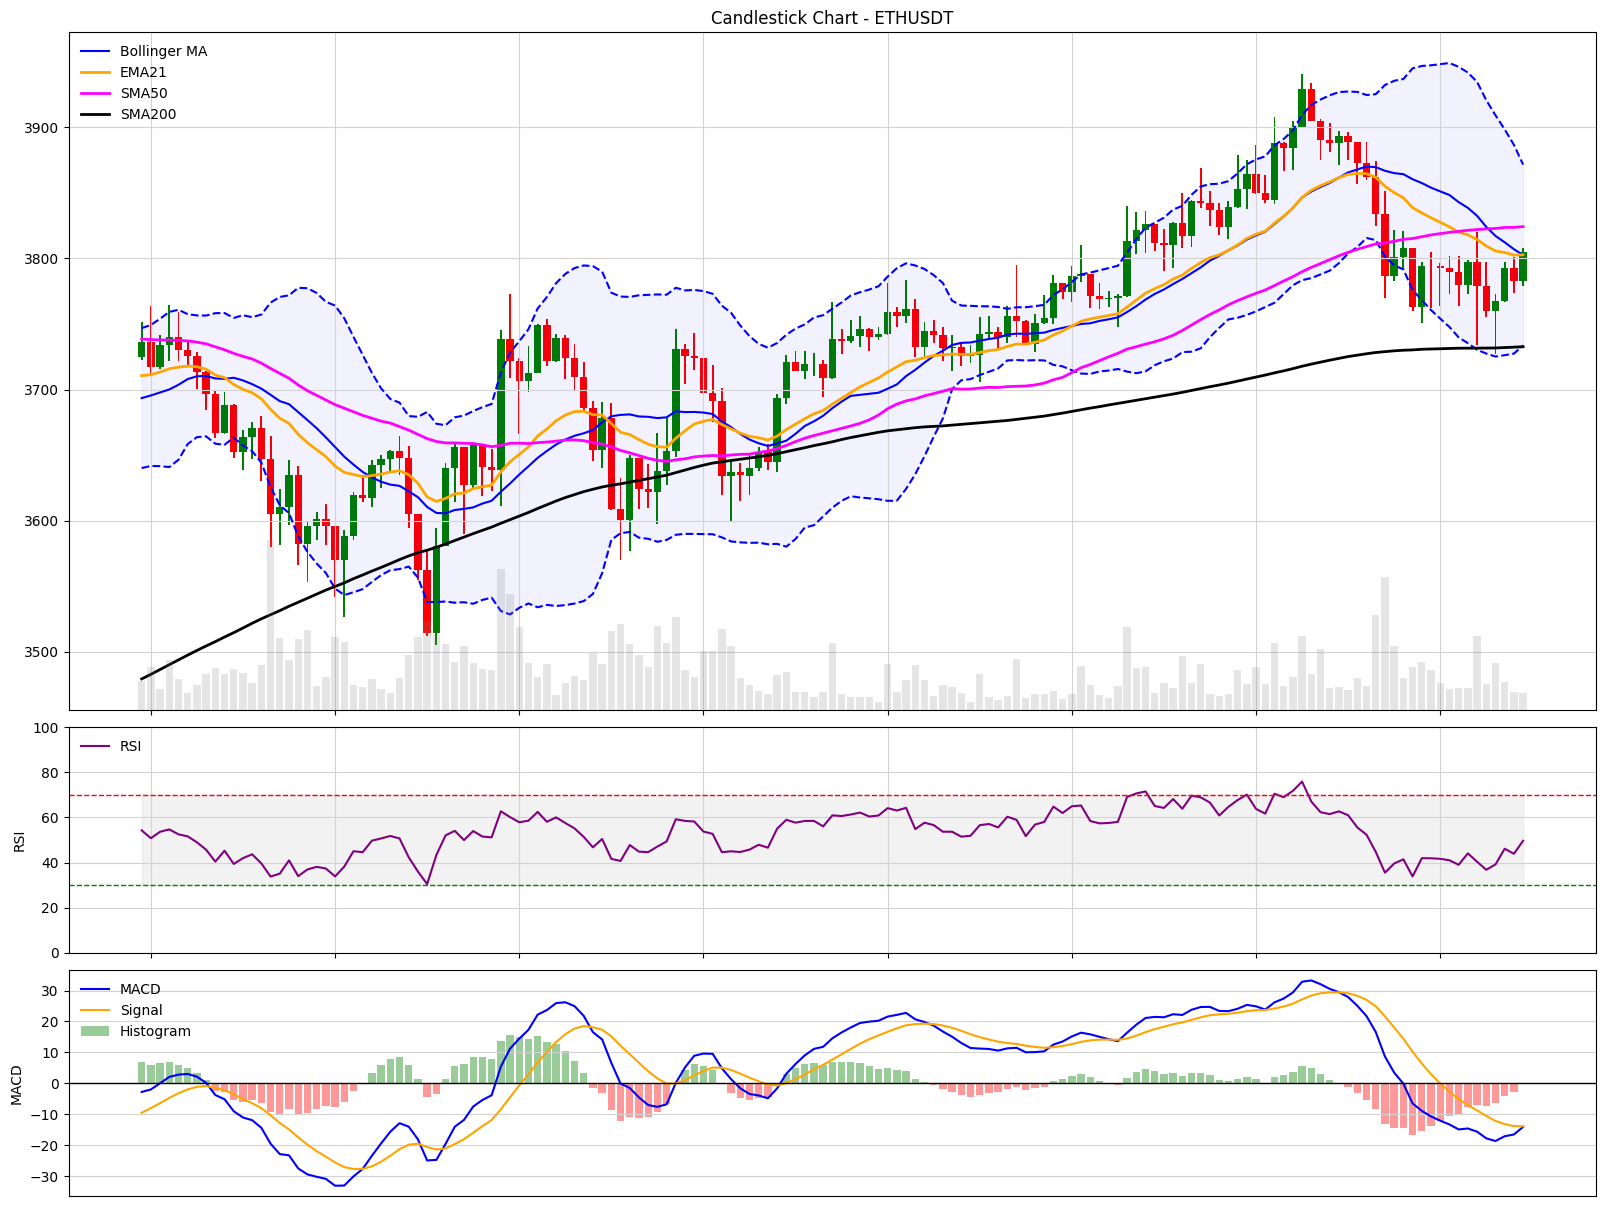 Candlestick Chart - ETHUSDT
Bollinger MA
EMA21
SMA50
SMA200
3900
3800
3700
3600
3500
RSI
100
80
60
40
20
0
RSI
MACD
Signal
Histogram
30
20
10
0
−10
−20
−30
MACD